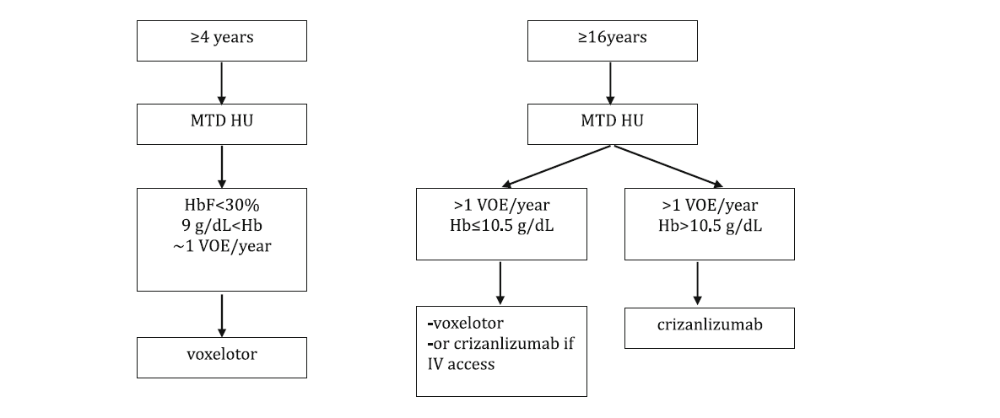 ≥4 years
MTD HU
HbF<30%
9 g/dL<Hb
~1 VOE/year
voxelotor
≥16years
MTD HU
>1 VOE/year
Hb≤10.5 g/dL
-voxelotor
-or crizanlizumab if
IV access
>1 VOE/year
Hb>10.5 g/dL
crizanlizumab